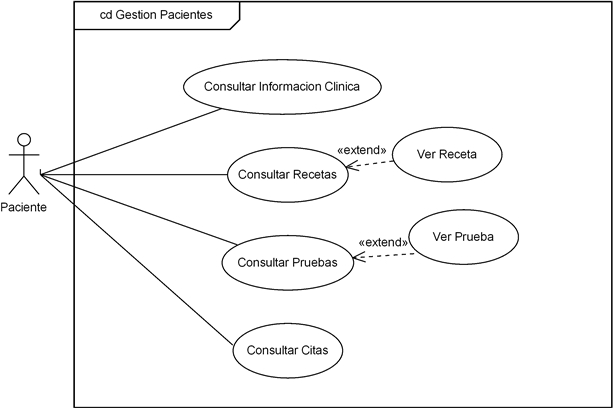 cd Gestion Pacientes
Consultar Informacion Clinica
«extend»
Ver Receta
Consultar Recetas
Paciente
Ver Prueba
«extend»
Consultar Pruebas
Consultar Citas